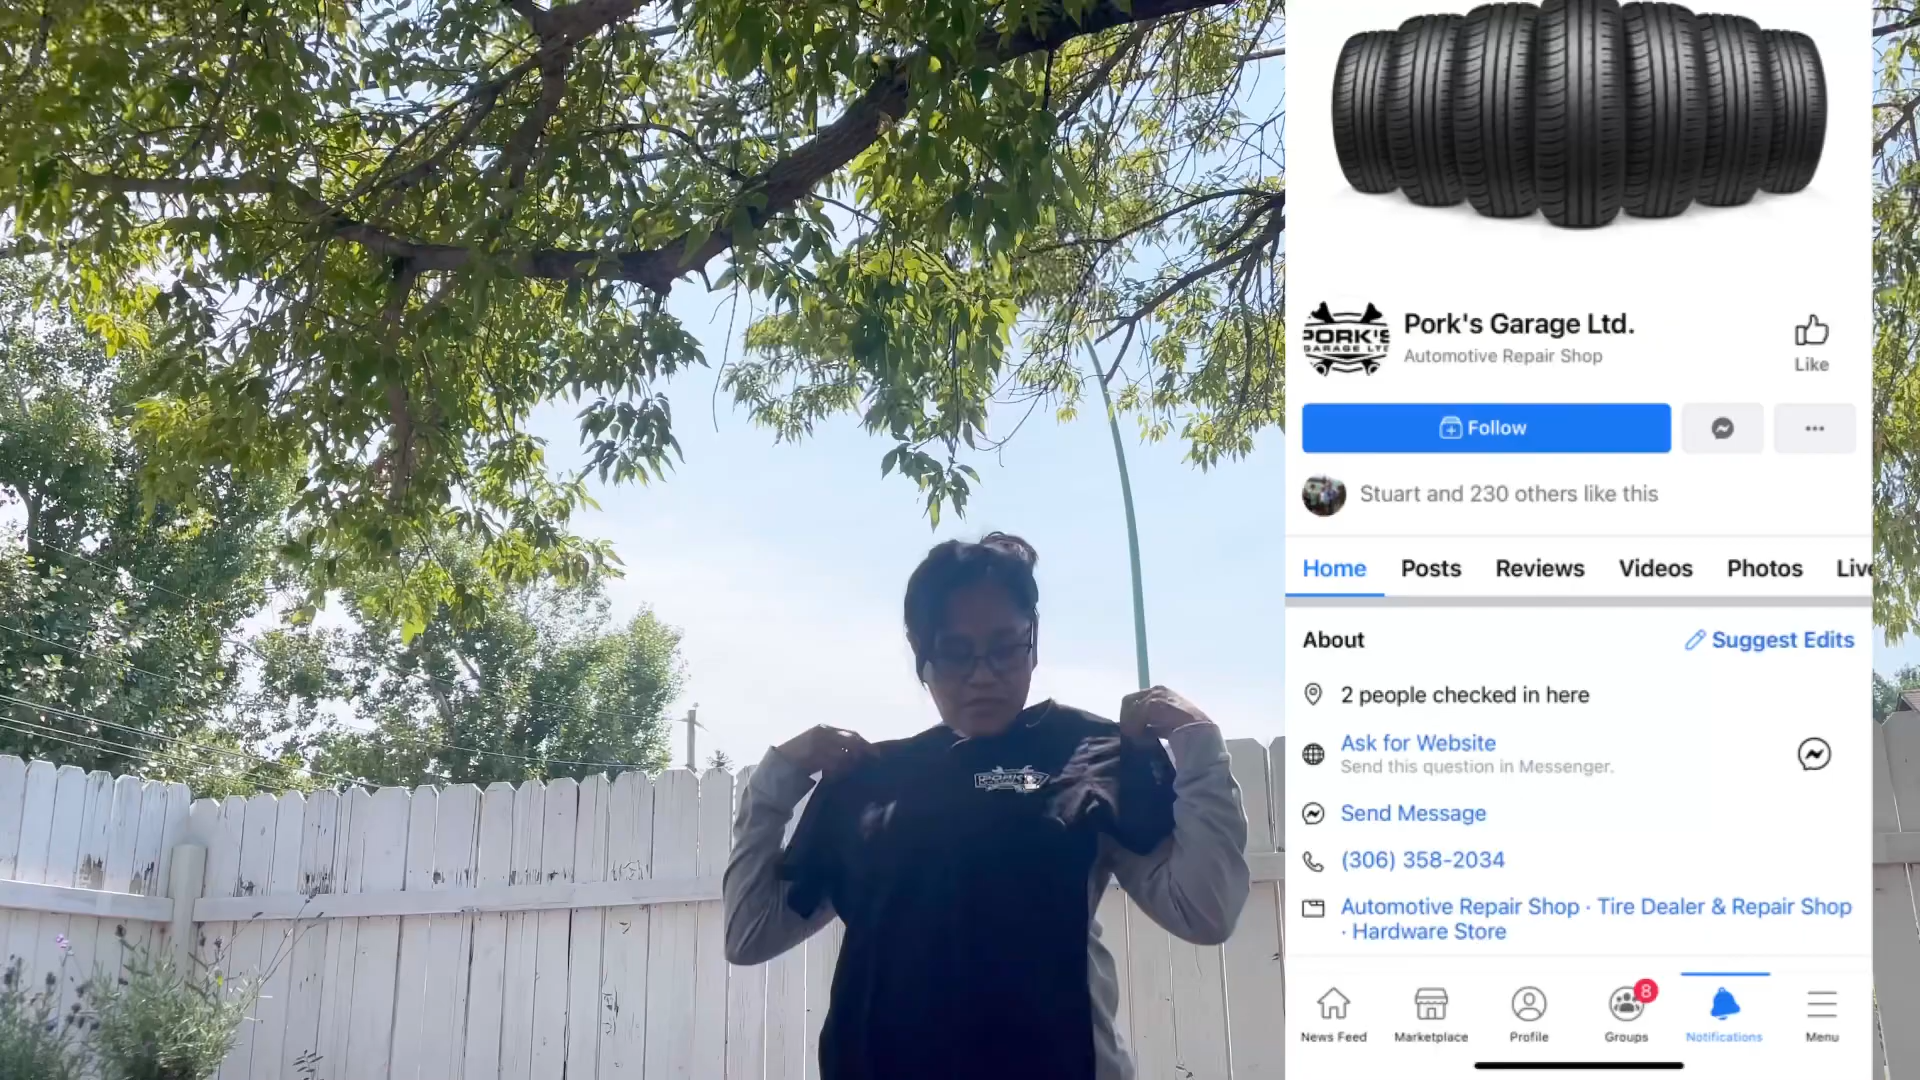 PORK'S
PORK'S
GARAGE LTD
Pork's Garage Ltd.
Automotive Repair Shop
Like
Follow
Stuart and 230 others like this
Home Posts Reviews Videos Photos Live
About
Suggest Edits
2 people checked in here
Ask for Website
Send this question in Messenger.
Send Message
(306) 358-2034
Automotive Repair Shop · Tire Dealer & Repair Shop
· Hardware Store
8
News Feed Marketplace Profile Groups Notifications Menu